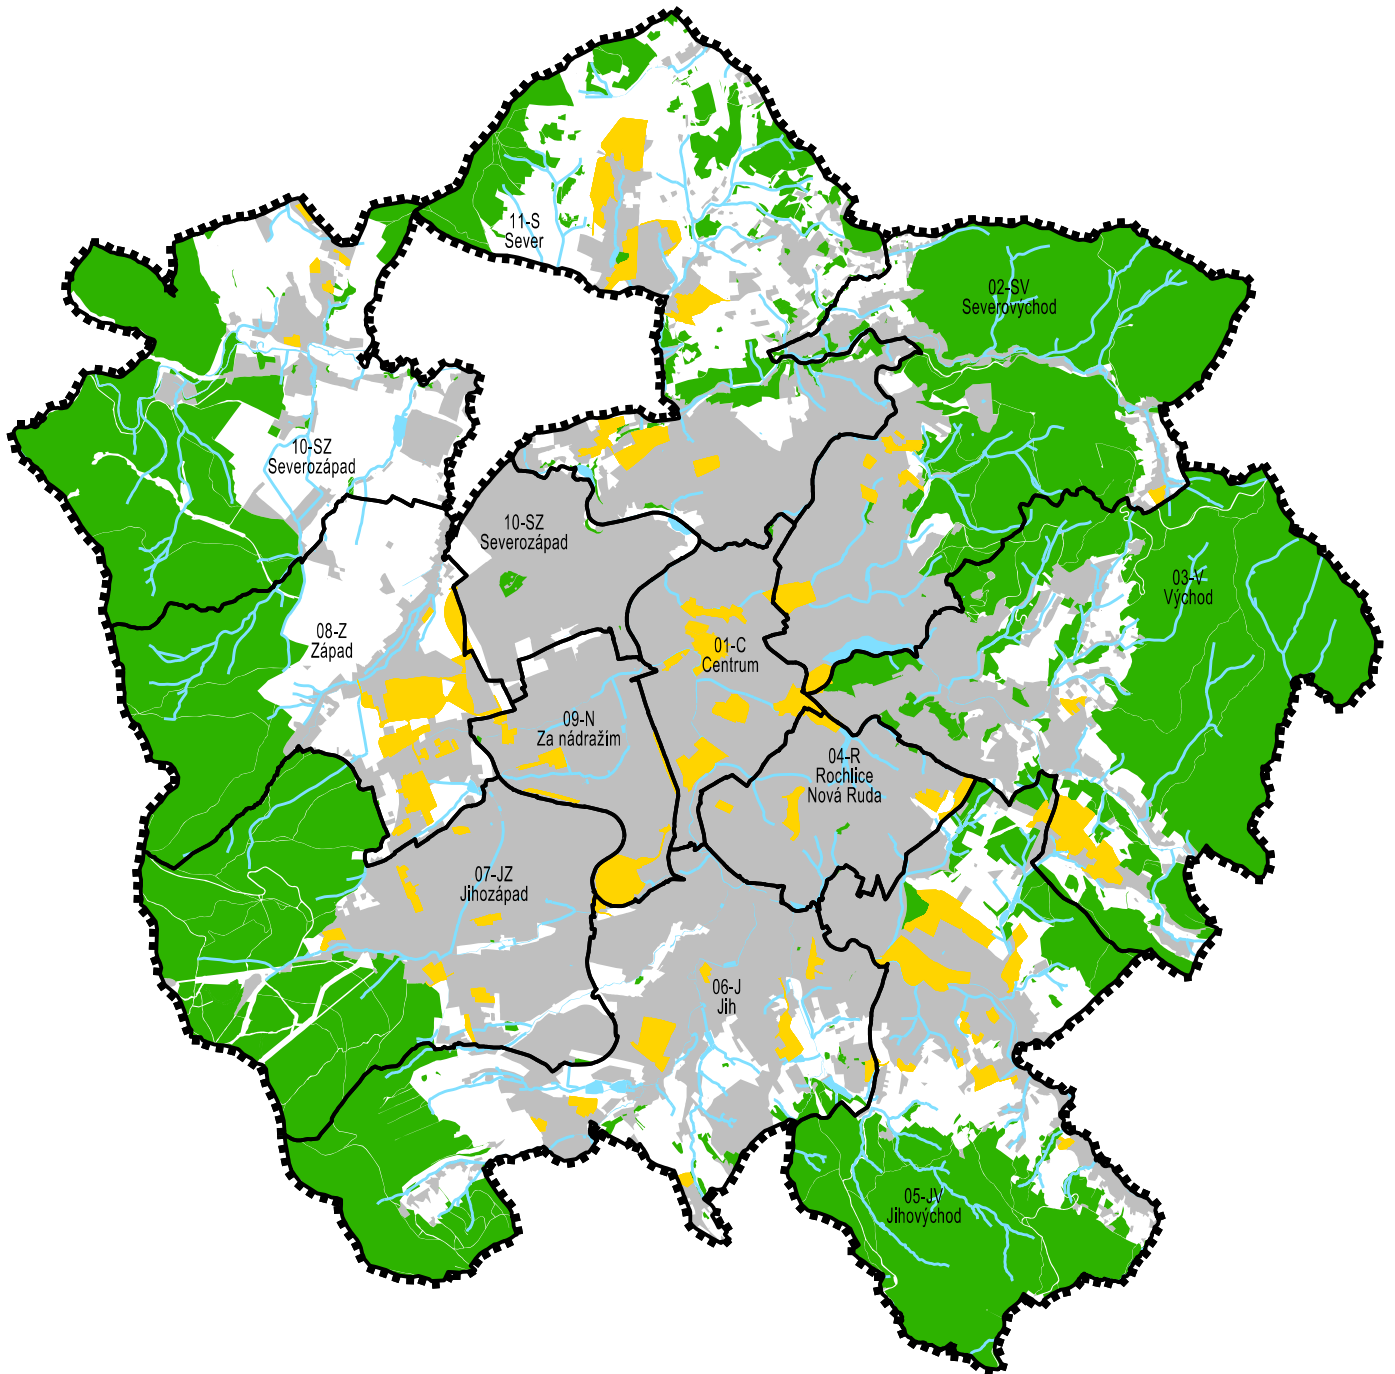 11-S
Sever
02-SV
Severovýchod
10-SZ
Severozápad
10-SZ
Severozápad
03-V
Východ
08-Z
Západ
01-C
Centrum
09-N
Za nádražím
04-R
Rochlice
Nová Ruda
07-JZ
Jihozápad
06-J
Jih
05-JV
Jihovýchod